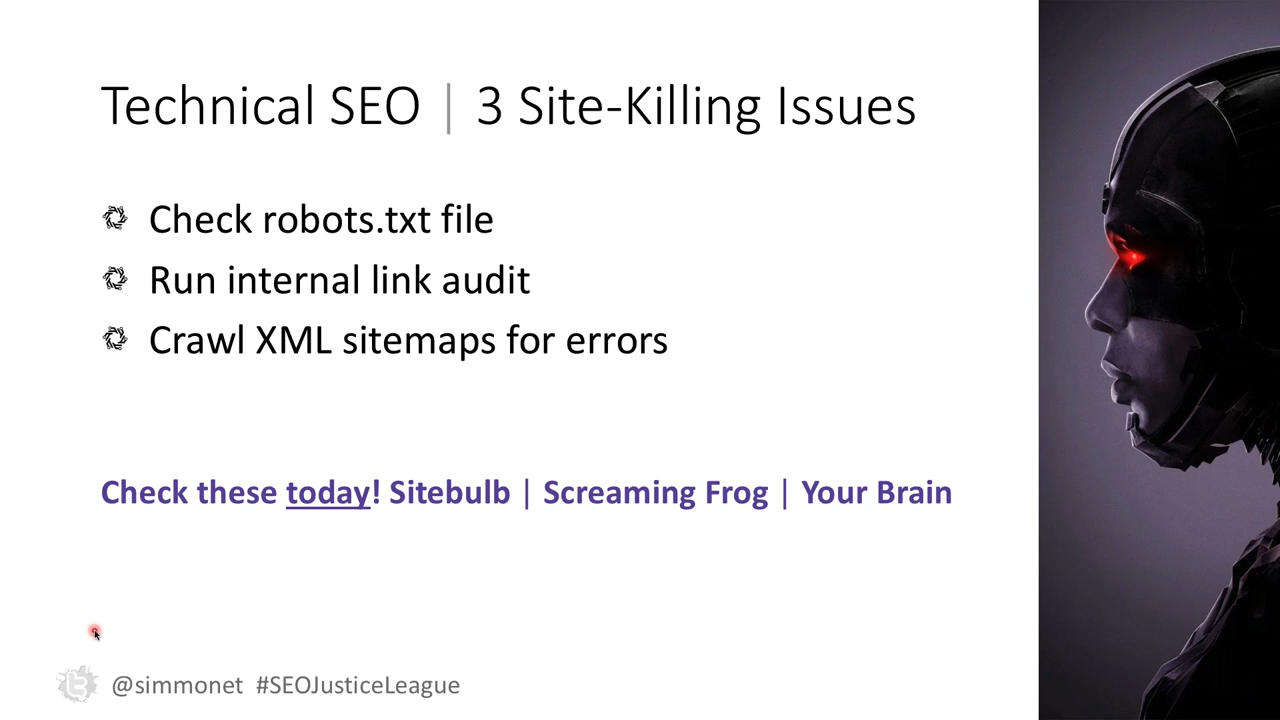 Technical SEO | 3 Site-Killing Issues
Check robots.txt file
Run internal link audit
Crawl XML sitemaps for errors
Check these today! Sitebulb | Screaming Frog | Your Brain
@simmonet #SEOJusticeLeague